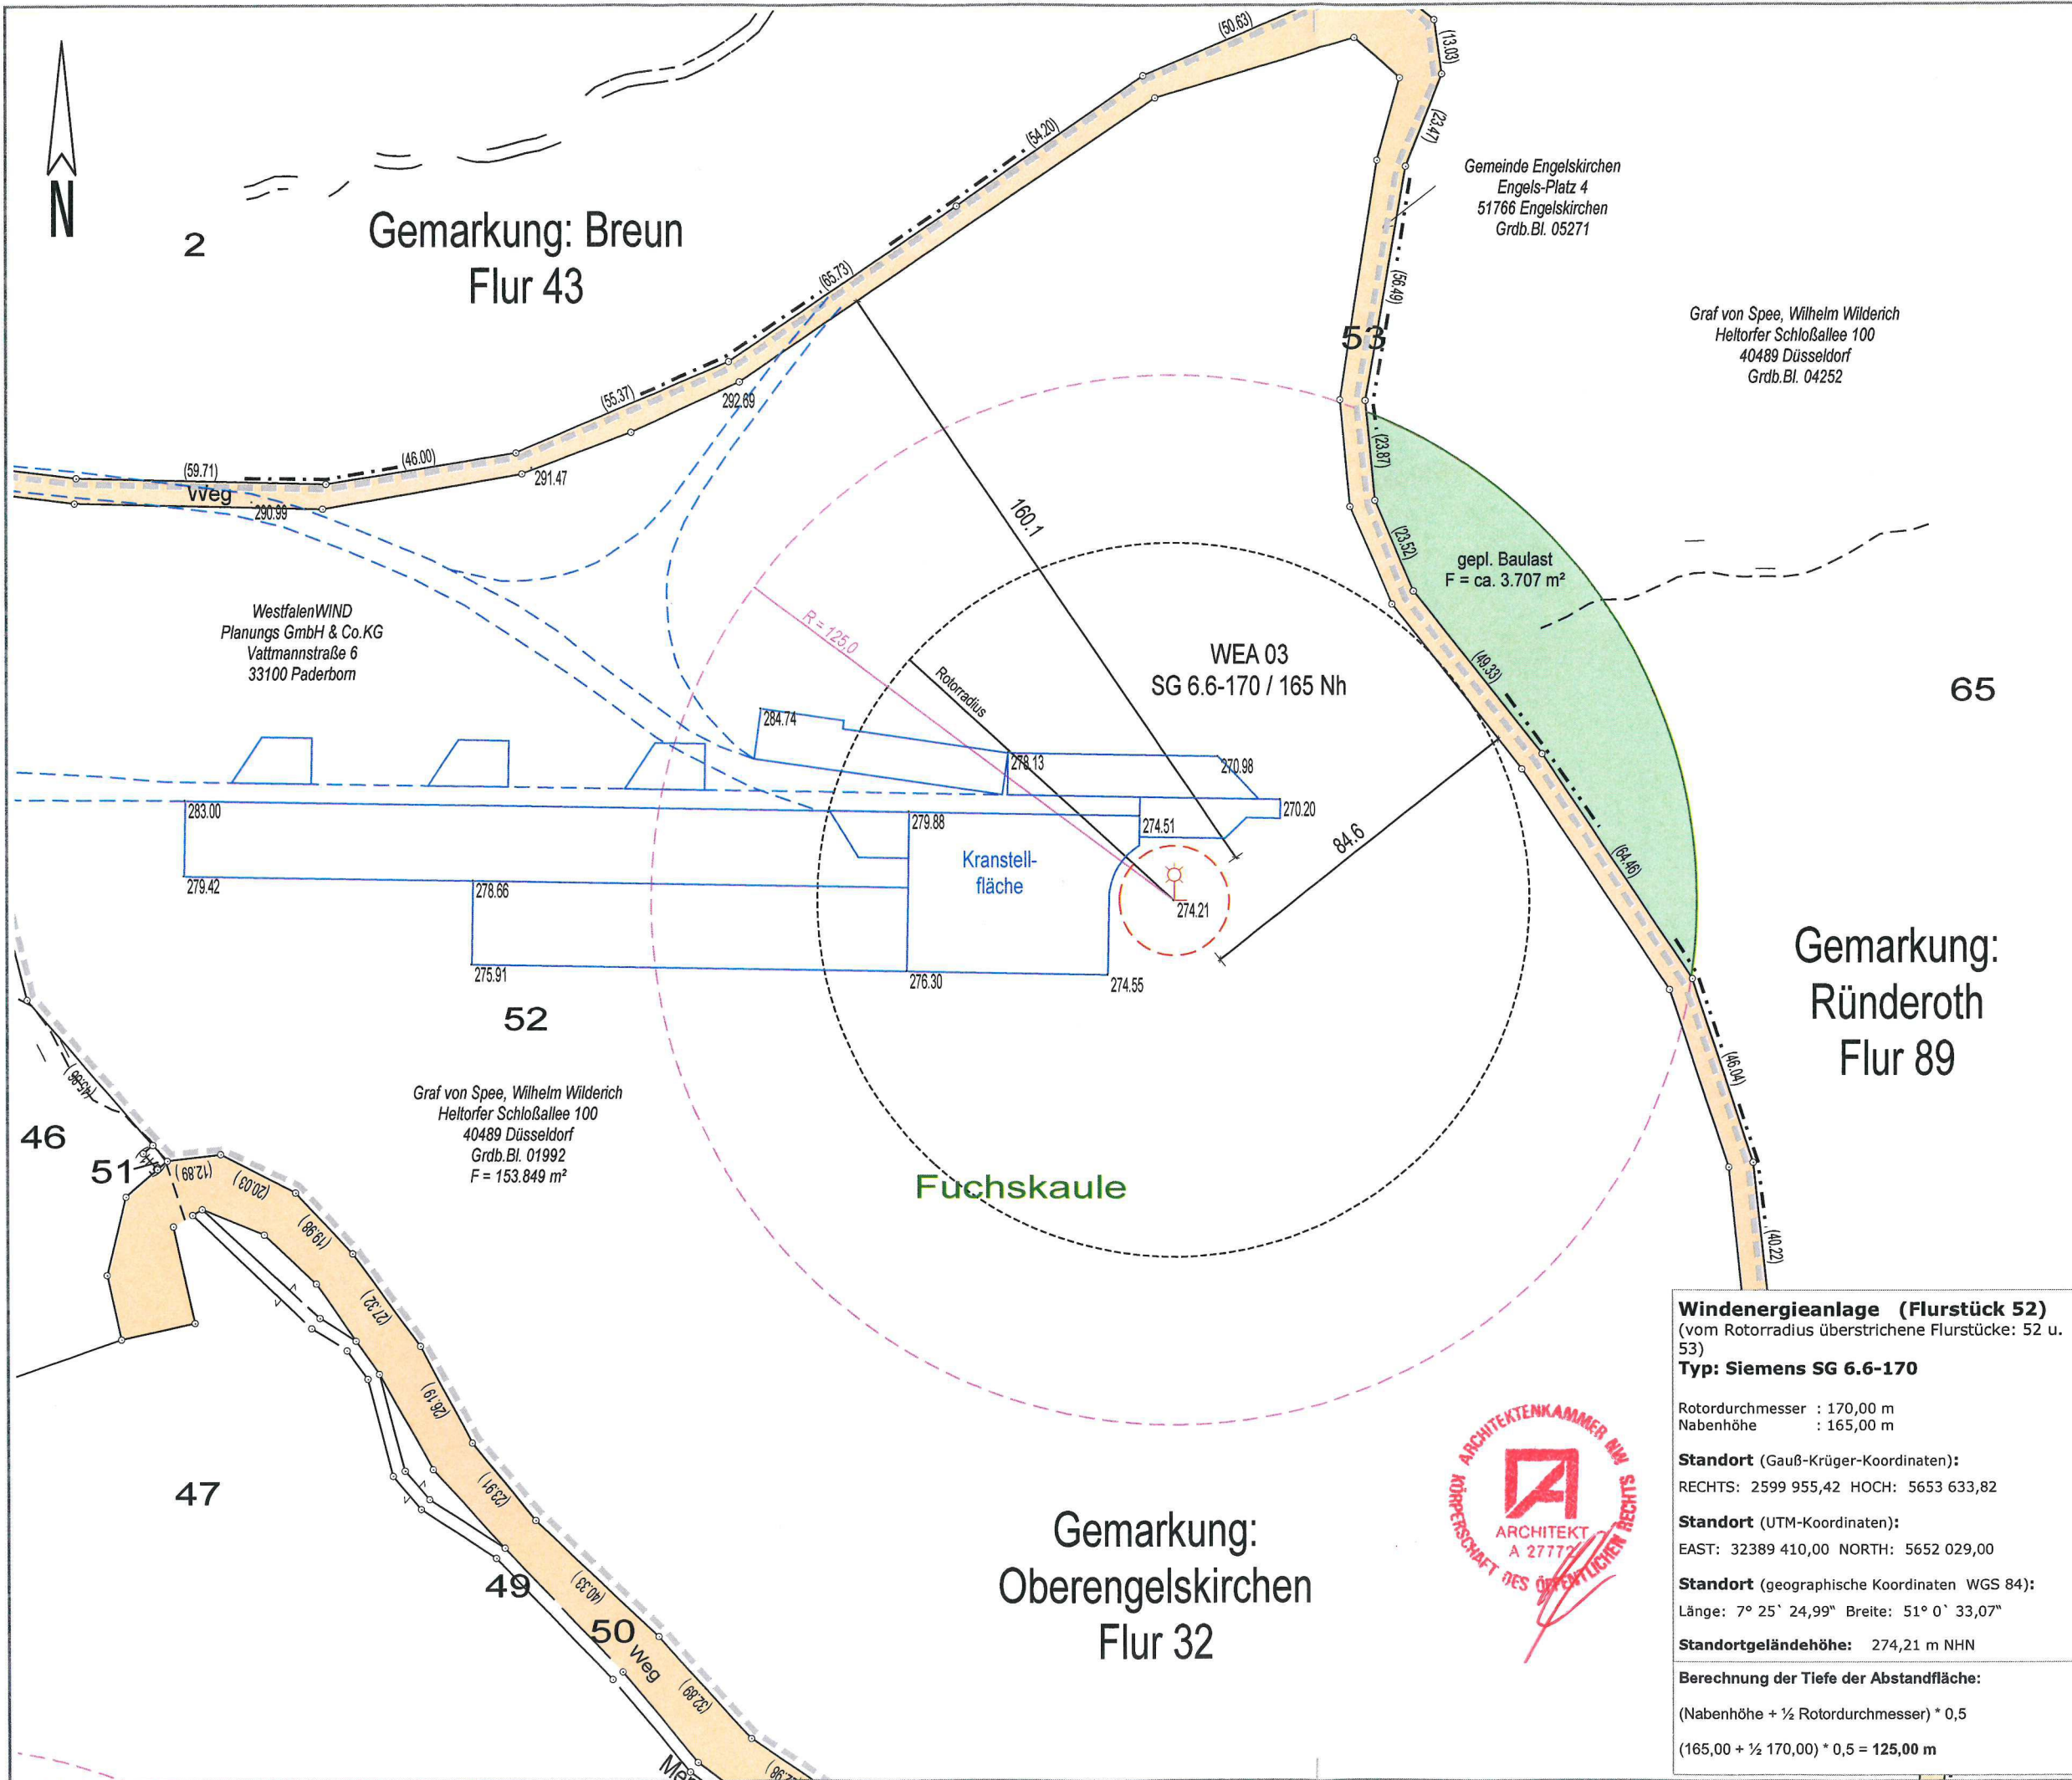 N
2
Gemarkung: Breun
Flur 43
(50.63)
(13.03)
(23.47)
(54.20)
(65.73)
(55.37)
292.69
(46.00)
291.47
(59.71)
Weg
290.99
Gemeinde Engelskirchen
Engels-Platz 4
51766 Engelskirchen
Grdb.Bl. 05271
(56.49)
53
Graf von Spee, Wilhelm Wilderich
Heltorfer Schloßallee 100
40489 Düsseldorf
Grdb.Bl. 04252
(23.87)
(23.52)
gepl. Baulast
F = ca. 3.707 m²
160.1
WestfalenWIND
Planungs GmbH & Co.KG
Vattmannstraße 6
33100 Paderborn
R = 125,0
Rotorradius
WEA 03
SG 6.6-170 / 165 Nh
(49.33)
65
284.74
278.13
270.98
270.20
283.00
279.88
274.51
84.6
(64.46)
Kranstell-
fläche
279.42
278.66
274.21
275.91
276.30
274.55
52
Gemarkung:
Ründeroth
Flur 89
(46.04)
(40.22)
Graf von Spee, Wilhelm Wilderich
Heltorfer Schloßallee 100
40489 Düsseldorf
Grdb.Bl. 01992
F = 153.849 m²
Fuchskaule
(45.86)
46
51
(12.89)
(20.03)
(19.98)
(27.32)
(26.19)
(23.91)
47
49
(40.33)
50
Weg
(32.89)
Gemarkung:
Oberengelskirchen
Flur 32
ARCHITEKTENKAMMER NW
KÖRPERSCHAFT DES ÖFFENTLICHEN RECHTS
ARCHITEKT
A 27772
Windenergieanlage (Flurstück 52)
(vom Rotorradius überstrichene Flurstücke: 52 u.
53)
Typ: Siemens SG 6.6-170
Rotordurchmesser : 170,00 m
Nabenhöhe : 165,00 m
Standort (Gauß-Krüger-Koordinaten):
RECHTS: 2599 955,42 HOCH: 5653 633,82
Standort (UTM-Koordinaten):
EAST: 32389 410,00 NORTH: 5652 029,00
Standort (geographische Koordinaten WGS 84):
Länge: 7° 25` 24,99" Breite: 51° 0` 33,07"
Standortgeländehöhe: 274,21 m NHN
Berechnung der Tiefe der Abstandfläche:
(Nabenhöhe + ½ Rotordurchmesser) * 0,5
(165,00 + ½ 170,00) * 0,5 = 125,00 m